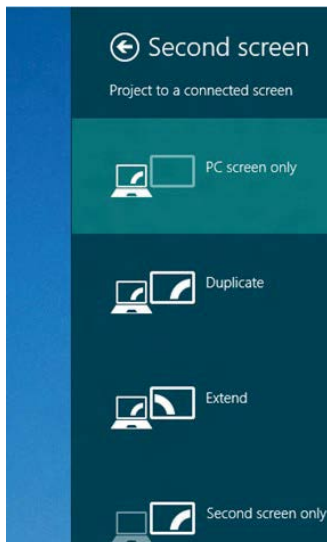 Second screen
Project to a connected screen
PC screen only
Duplicate
Extend
Second screen only